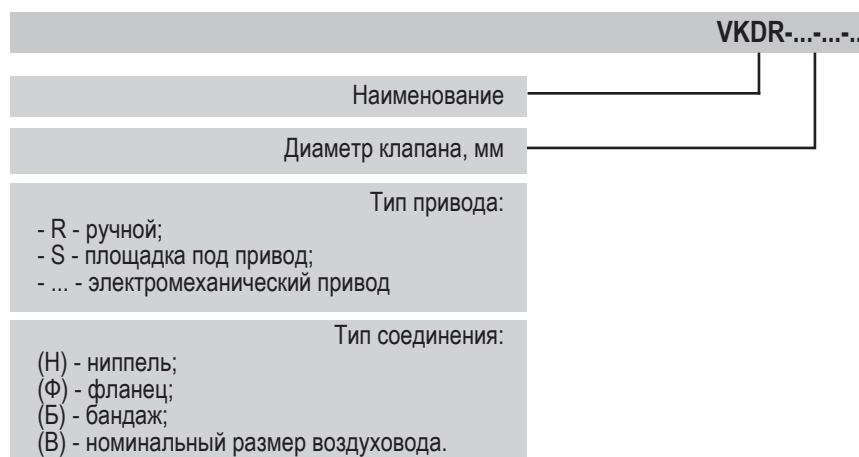 VKDR-...-...-..
Наименование
Диаметр клапана, мм
Тип привода:
- R - ручной;
- S - площадка под привод;
- ... - электромеханический привод
Тип соединения:
(Н) - ниппель;
(Ф) - фланец;
(Б) - бандаж;
(В) - номинальный размер воздуховода.